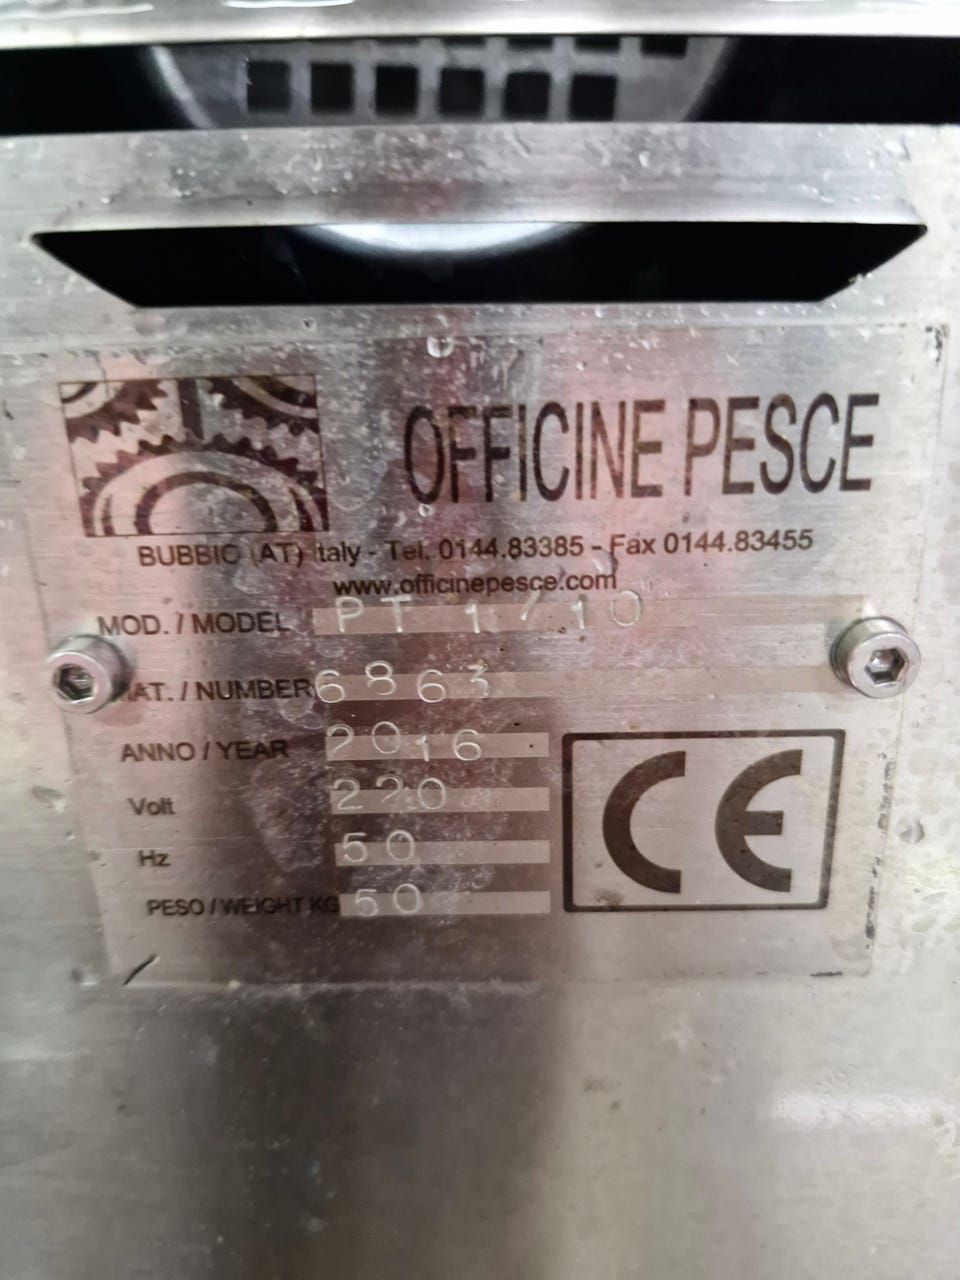 OFFICINE PESCE
BUBBIO (AT) Italy - Tel. 0144.83385 - Fax 0144.83455
www.officinepesce.com
MOD. / MODEL PT 1/10
MAT. / NUMBER 6863
ANNO / YEAR 2016
Volt 220
Hz 50
PESO / WEIGHT KG 50
CE